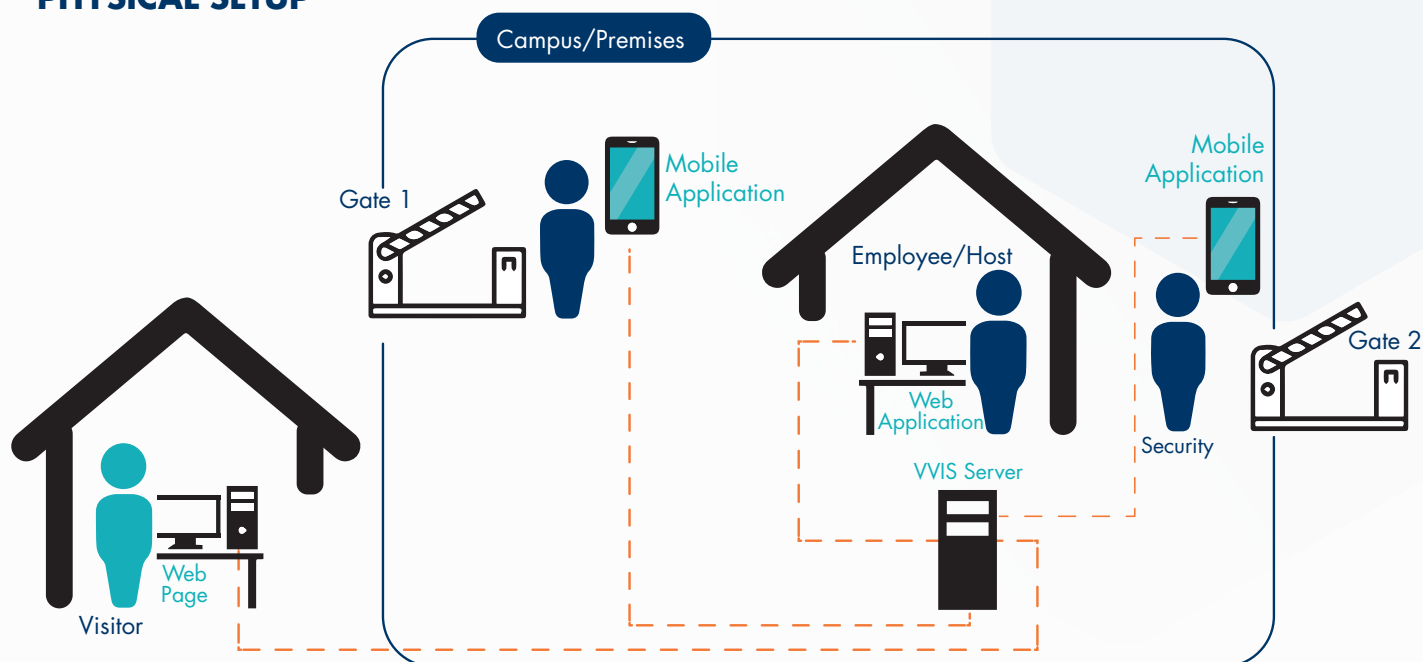 PHYSICAL SETUP
Campus/Premises
Mobile
Application
Gate 1
Mobile
Application
Employee/Host
Gate 2
Web
Application
Security
VVIS Server
Web
Page
Visitor